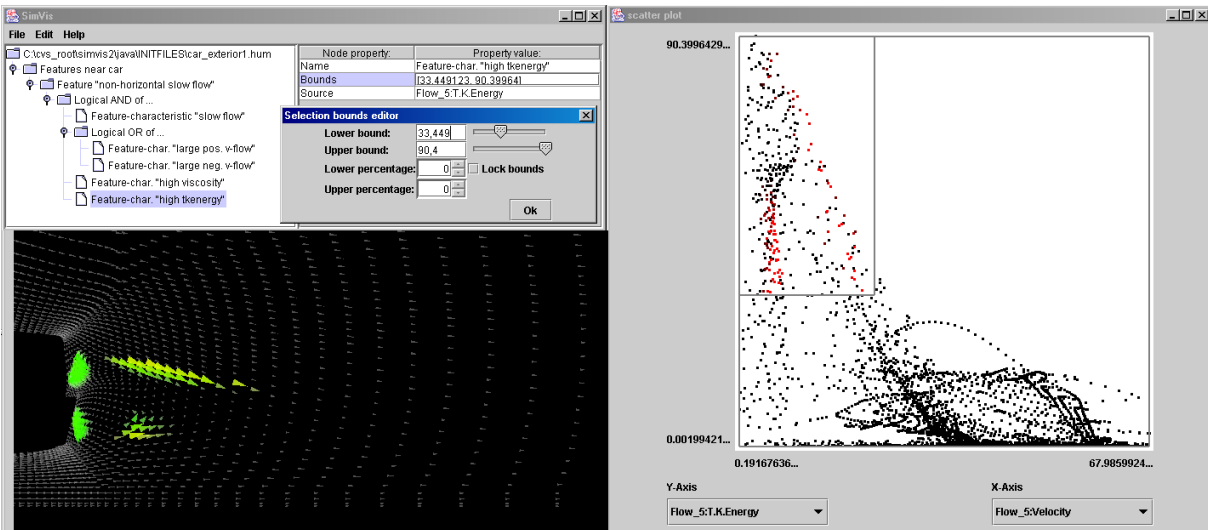 SimVis
File Edit Help
C:\cvs_root\simvis2\java\INITFILES\car_exterior1.hum
Features near car
Feature "non-horizontal slow flow"
Logical AND of ...
Feature-characteristic "slow flow"
Logical OR of ...
Feature-char. "large pos. v-flow"
Feature-char. "large neg. v-flow"
Feature-char. "high viscosity"
Feature-char. "high tkenergy"
Node property: Property value:
Name Feature-char. "high tkenergy"
Bounds [33.449123, 90.39964]
Source Flow_5:T.K.Energy
Selection bounds editor
Lower bound: 33,449
Upper bound: 90,4
Lower percentage: 0 Lock bounds
Upper percentage: 0
Ok
scatter plot
90.3996429...
0.00199421...
0.19167636... 67.9859924...
Y-Axis X-Axis
Flow_5:T.K.Energy Flow_5:Velocity